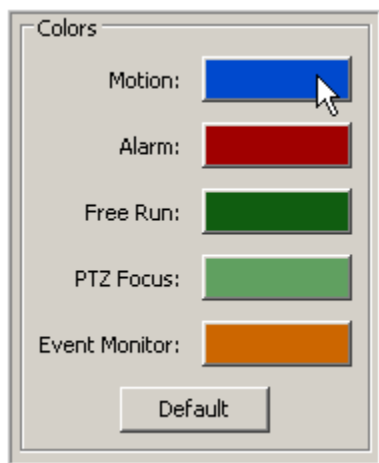 Colors
Motion:
Alarm:
Free Run:
PTZ Focus:
Event Monitor:
Default